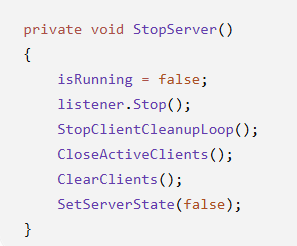 private void StopServer()
{
    isRunning = false;
    listener.Stop();
    StopClientCleanupLoop();
    CloseActiveClients();
    ClearClients();
    SetServerState(false);
}